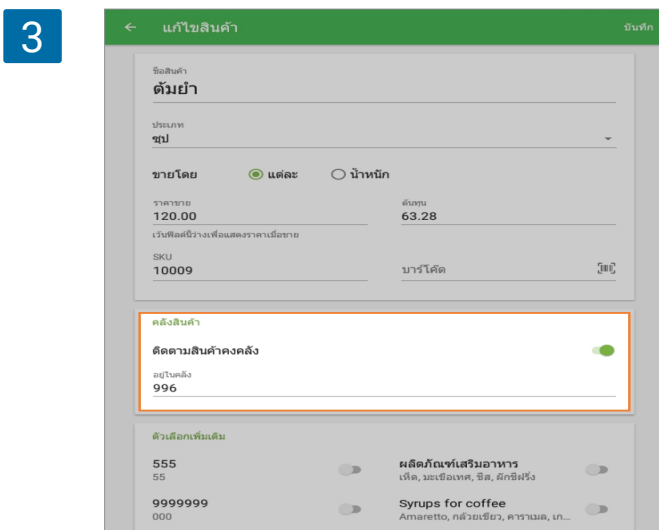 3
แก้ไขสินค้า
บันทึก
ชื่อสินค้า
ต้มยำ
ประเภท
ซุป
ขายโดย แต่ละ น้ำหนัก
ราคาขาย ต้นทุน
120.00 63.28
เว้นฟิลด์นี้ว่างเพื่อแสดงราคาเมื่อขาย
SKU
10009 บาร์โค๊ด
คลังสินค้า
ติดตามสินค้าคงคลัง
อยู่ในคลัง
996
ตัวเลือกเพิ่มเติม
555 ผลิตภัณฑ์เสริมอาหาร
55 เห็ด, มะเขือเทศ, ชีส, ผักชีฝรั่ง
9999999 Syrups for coffee
000 Amaretto, กล้วยเขียว, คาราเมล, เก...